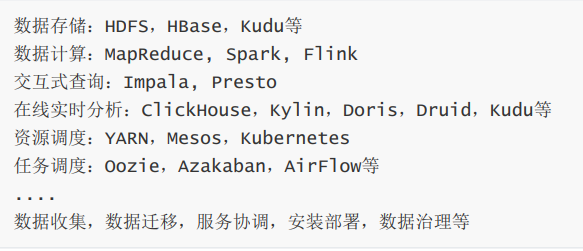 数据存储：HDFS，HBase，Kudu等
数据计算：MapReduce, Spark, Flink
交互式查询：Impala, Presto
在线实时分析：ClickHouse，Kylin，Doris，Druid，Kudu等
资源调度：YARN，Mesos，Kubernetes
任务调度：Oozie，Azakaban，AirFlow等
....
数据收集，数据迁移，服务协调，安装部署，数据治理等